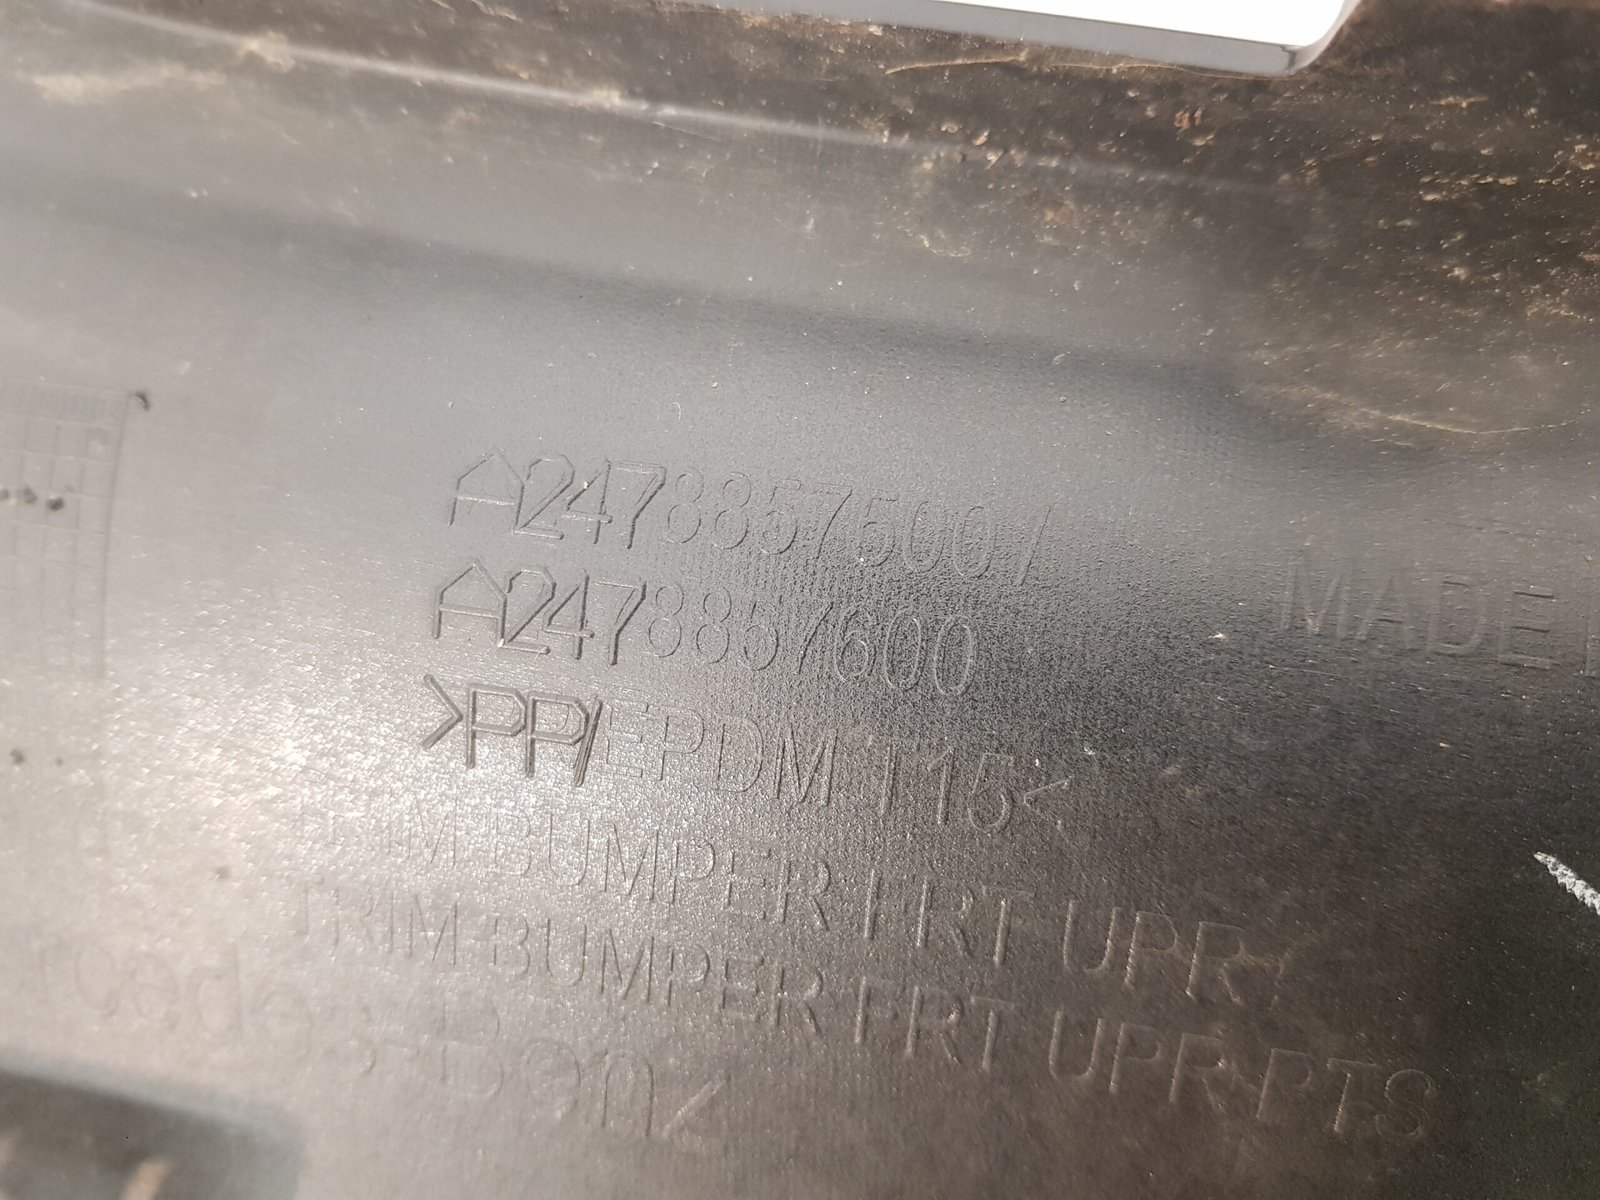 A2478857500/
A2478857600
MADE
>PP/EPDM T15<
TRIM-BUMPER FRT UPR/
TRIM-BUMPER FRT UPR-PTS